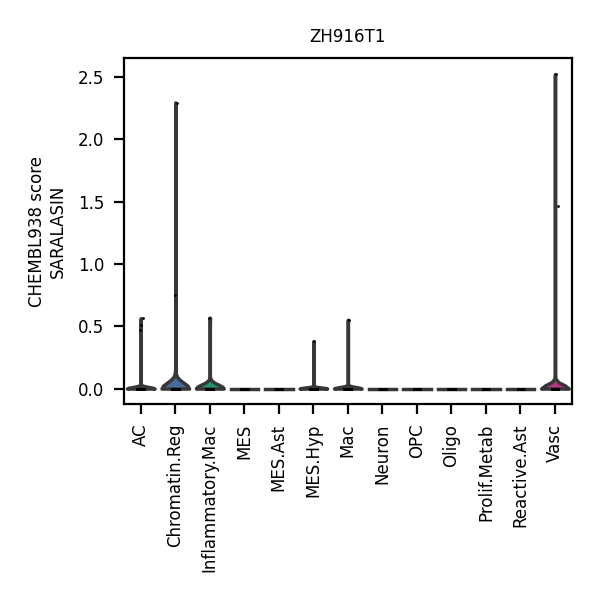 ZH916T1
CHEMBL938 score
SARALASIN
2.5
2.0
1.5
1.0
0.5
0.0
AC
Chromatin.Reg
Inflammatory.Mac
MES
MES.Ast
MES.Hyp
Mac
Neuron
OPC
Oligo
Prolif.Metab
Reactive.Ast
Vasc